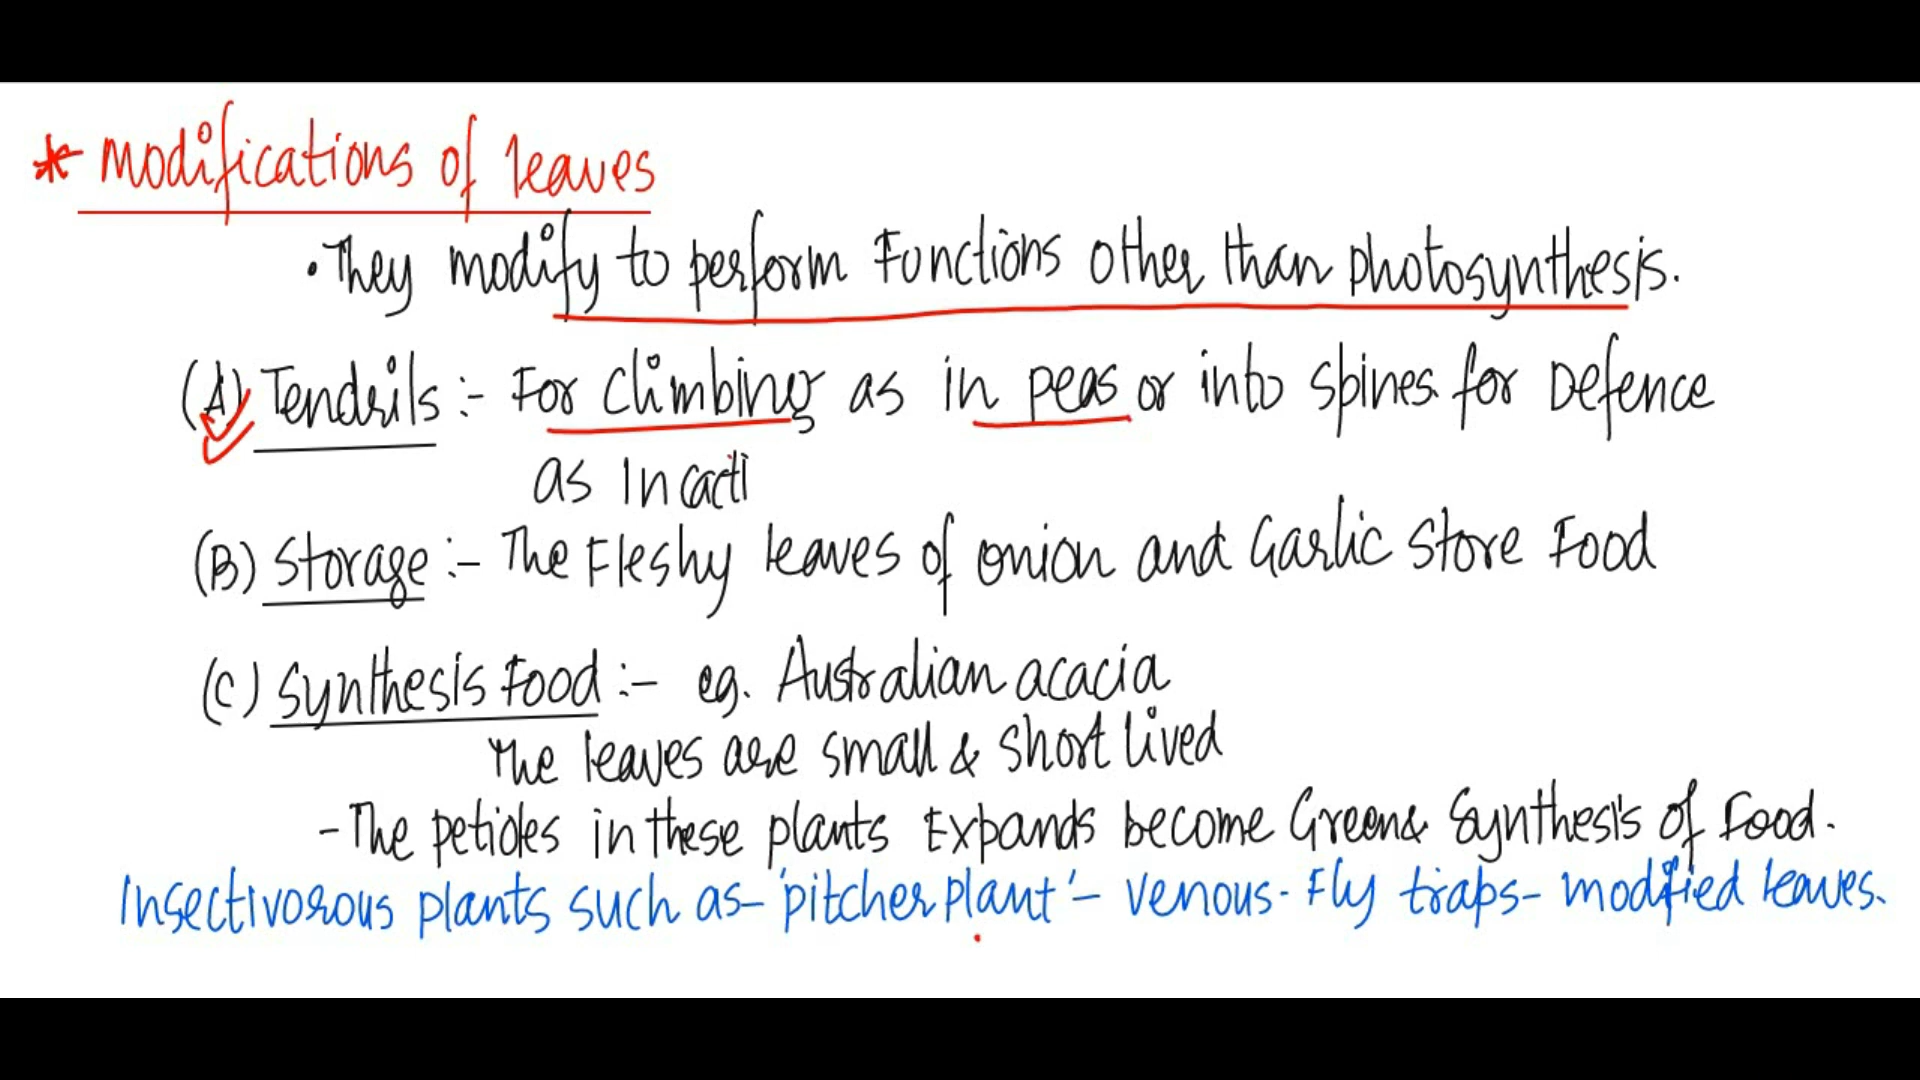 * Modifications of leaves
• They modify to perform Functions other than photosynthesis.
(A) Tendrils :- For climbing as in peas or into spines for Defence
as In cacti
(B) Storage :- The Fleshy leaves of onion and Garlic Store Food
(C) Synthesis Food :- eg. Australian acacia
The leaves are small & short lived
- The petioles in these plants Expands become Green & Synthesis of Food.
Insectivorous plants such as - 'pitcher plant' - venous - Fly traps - modified leaves.